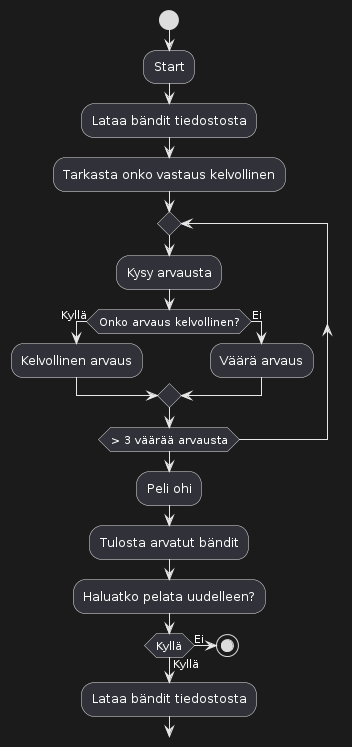 Start
Lataa bändit tiedostosta
Tarkasta onko vastaus kelvollinen
Kysy arvausta
Kyllä
Onko arvaus kelvollinen?
Ei
Kelvollinen arvaus
Väärä arvaus
> 3 väärää arvausta
Peli ohi
Tulosta arvatut bändit
Haluatko pelata uudelleen?
Kyllä
Ei
Kyllä
Lataa bändit tiedostosta